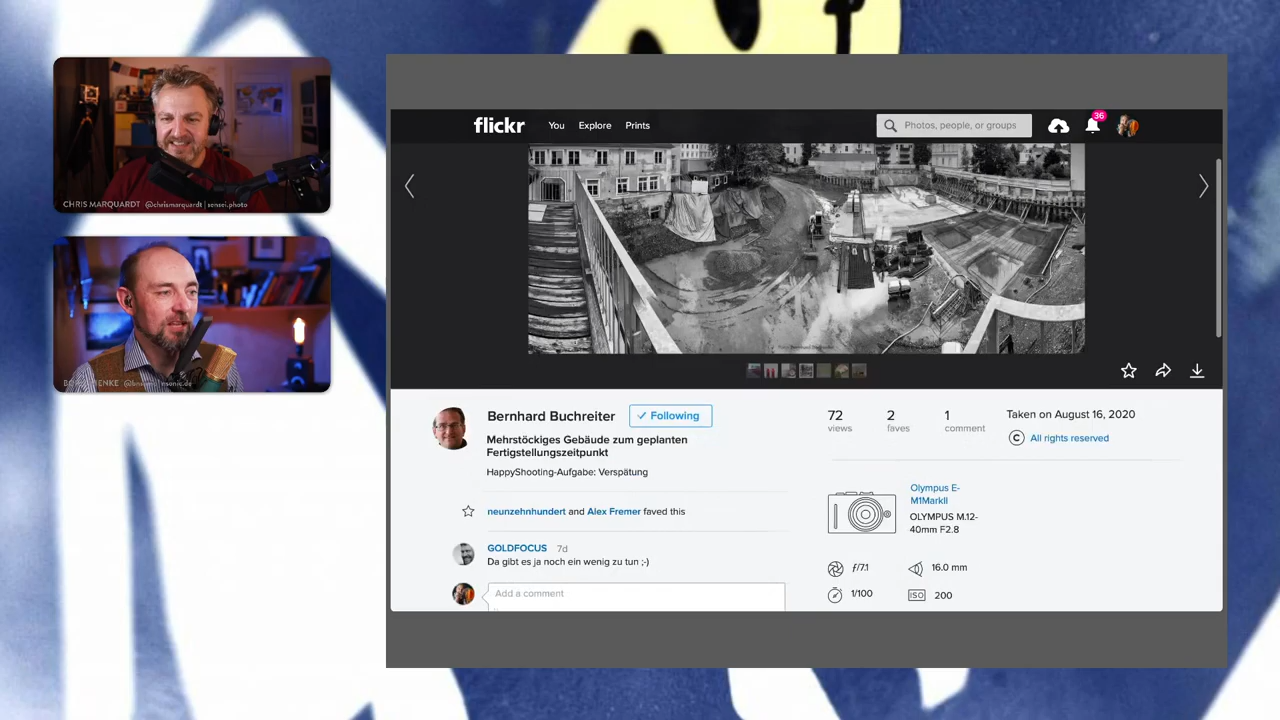 CHRIS MARQUARDT @chrismarquardt | sensei.photo
flickr
You
Explore
Prints
Photos, people, or groups
36
Bernhard Buchreiter
Following
Mehrstöckiges Gebäude zum geplanten
Fertigstellungszeitpunkt
HappyShooting-Aufgabe: Verspätung
neunzehnhundert and Alex Fremer faved this
GOLDFOCUS 7d
Da gibt es ja noch ein wenig zu tun ;-)
Add a comment
72
views
2
faves
1
comment
Taken on August 16, 2020
C All rights reserved
Olympus E-
M1MarkII
OLYMPUS M.12-
40mm F2.8
ƒ/7.1
16.0 mm
1/100
ISO 200